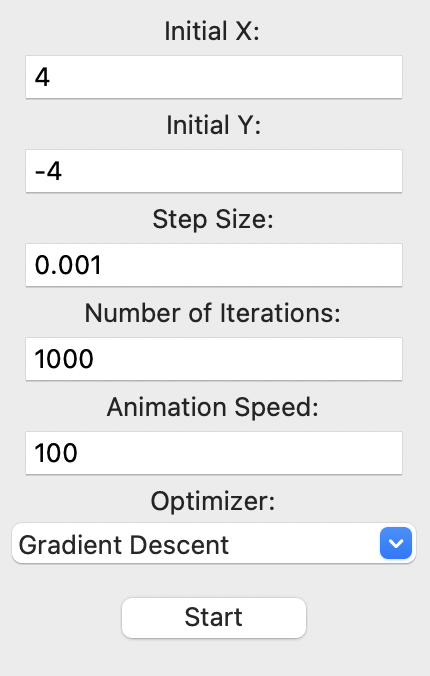 Initial X:
4
Initial Y:
-4
Step Size:
0.001
Number of Iterations:
1000
Animation Speed:
100
Optimizer:
Gradient Descent
Start